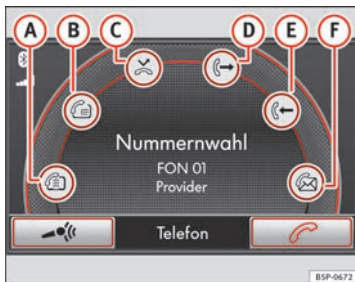 A B C D E F
Nummernwahl
FON 01
Provider
Telefon
B5P-0672